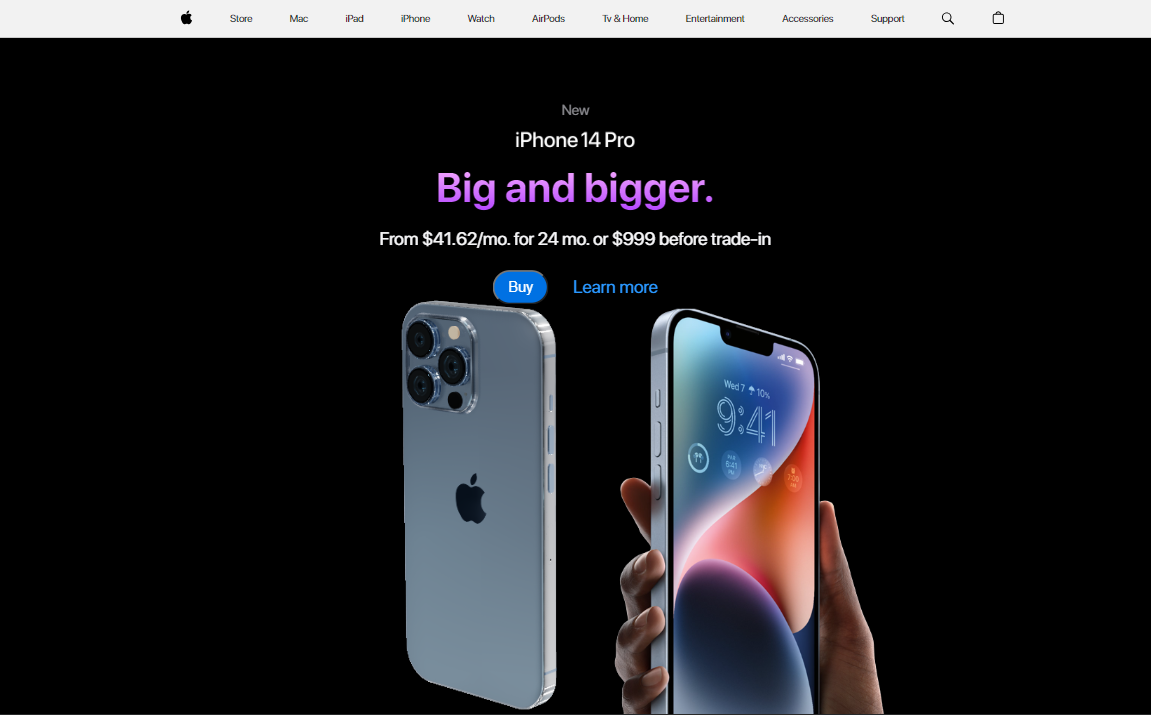 Store Mac iPad iPhone Watch AirPods Tv & Home Entertainment Accessories Support
New
iPhone 14 Pro
Big and bigger.
From $41.62/mo. for 24 mo. or $999 before trade-in
Buy Learn more
Wed 7 10%
9:41